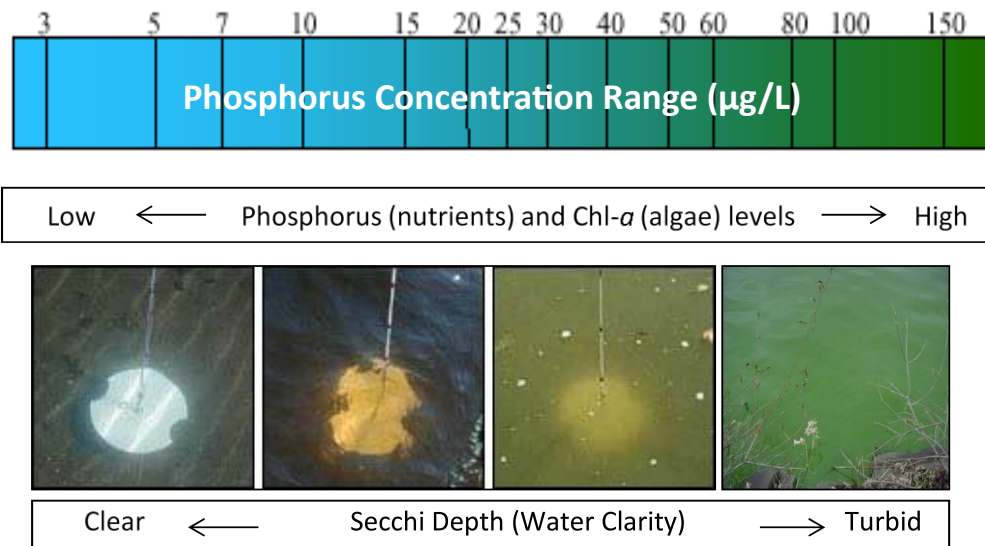 3 5 7 10 15 20 25 30 40 50 60 80 100 150
Phosphorus Concentration Range (µg/L)
Low Phosphorus (nutrients) and Chl-a (algae) levels High
Clear Secchi Depth (Water Clarity) Turbid